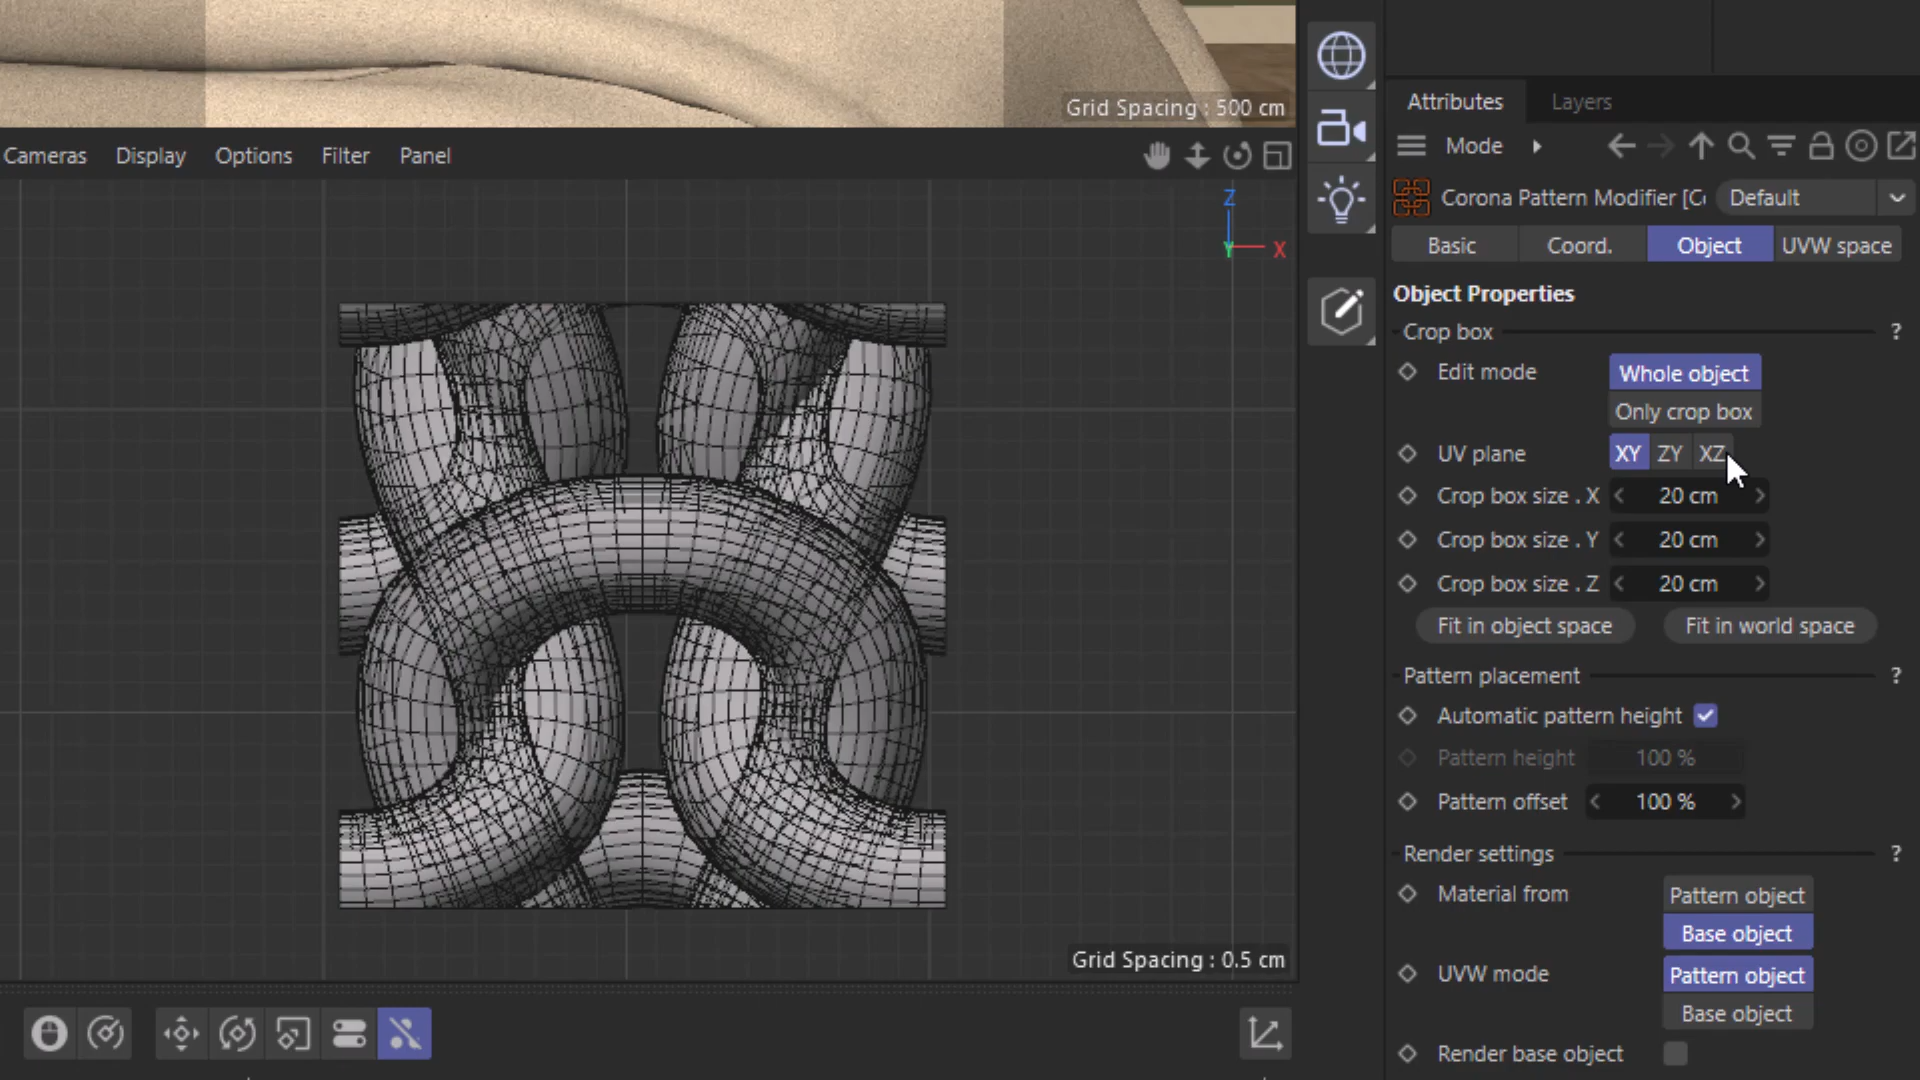 Grid Spacing : 500 cm
Cameras Display Options Filter Panel
Z
Y X
Grid Spacing : 0.5 cm
Attributes Layers
Mode
Corona Pattern Modifier [C Default
Basic Coord. Object UVW space
Object Properties
Crop box ?
Edit mode Whole object
Only crop box
UV plane XY ZY XZ
Crop box size . X 20 cm
Crop box size . Y 20 cm
Crop box size . Z 20 cm
Fit in object space Fit in world space
Pattern placement ?
Automatic pattern height
Pattern height 100 %
Pattern offset 100 %
Render settings ?
Material from Pattern object
Base object
UVW mode Pattern object
Base object
Render base object